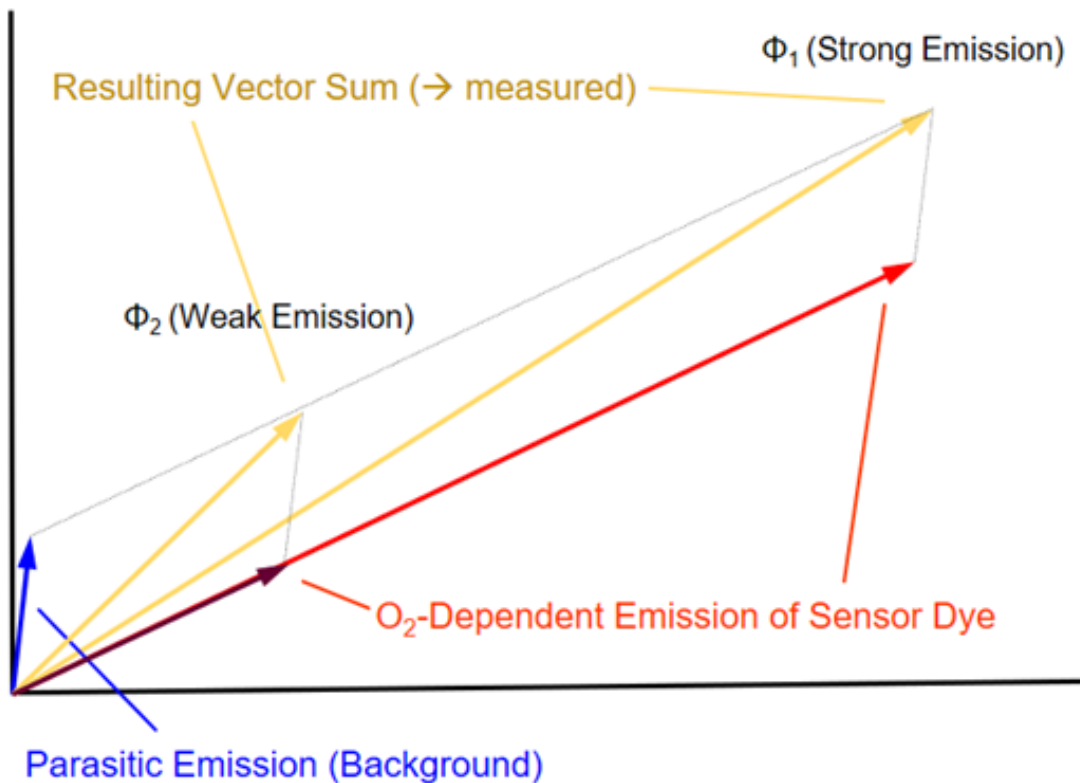 Φ₁ (Strong Emission)
Resulting Vector Sum (→ measured)
Φ₂ (Weak Emission)
O₂-Dependent Emission of Sensor Dye
Parasitic Emission (Background)